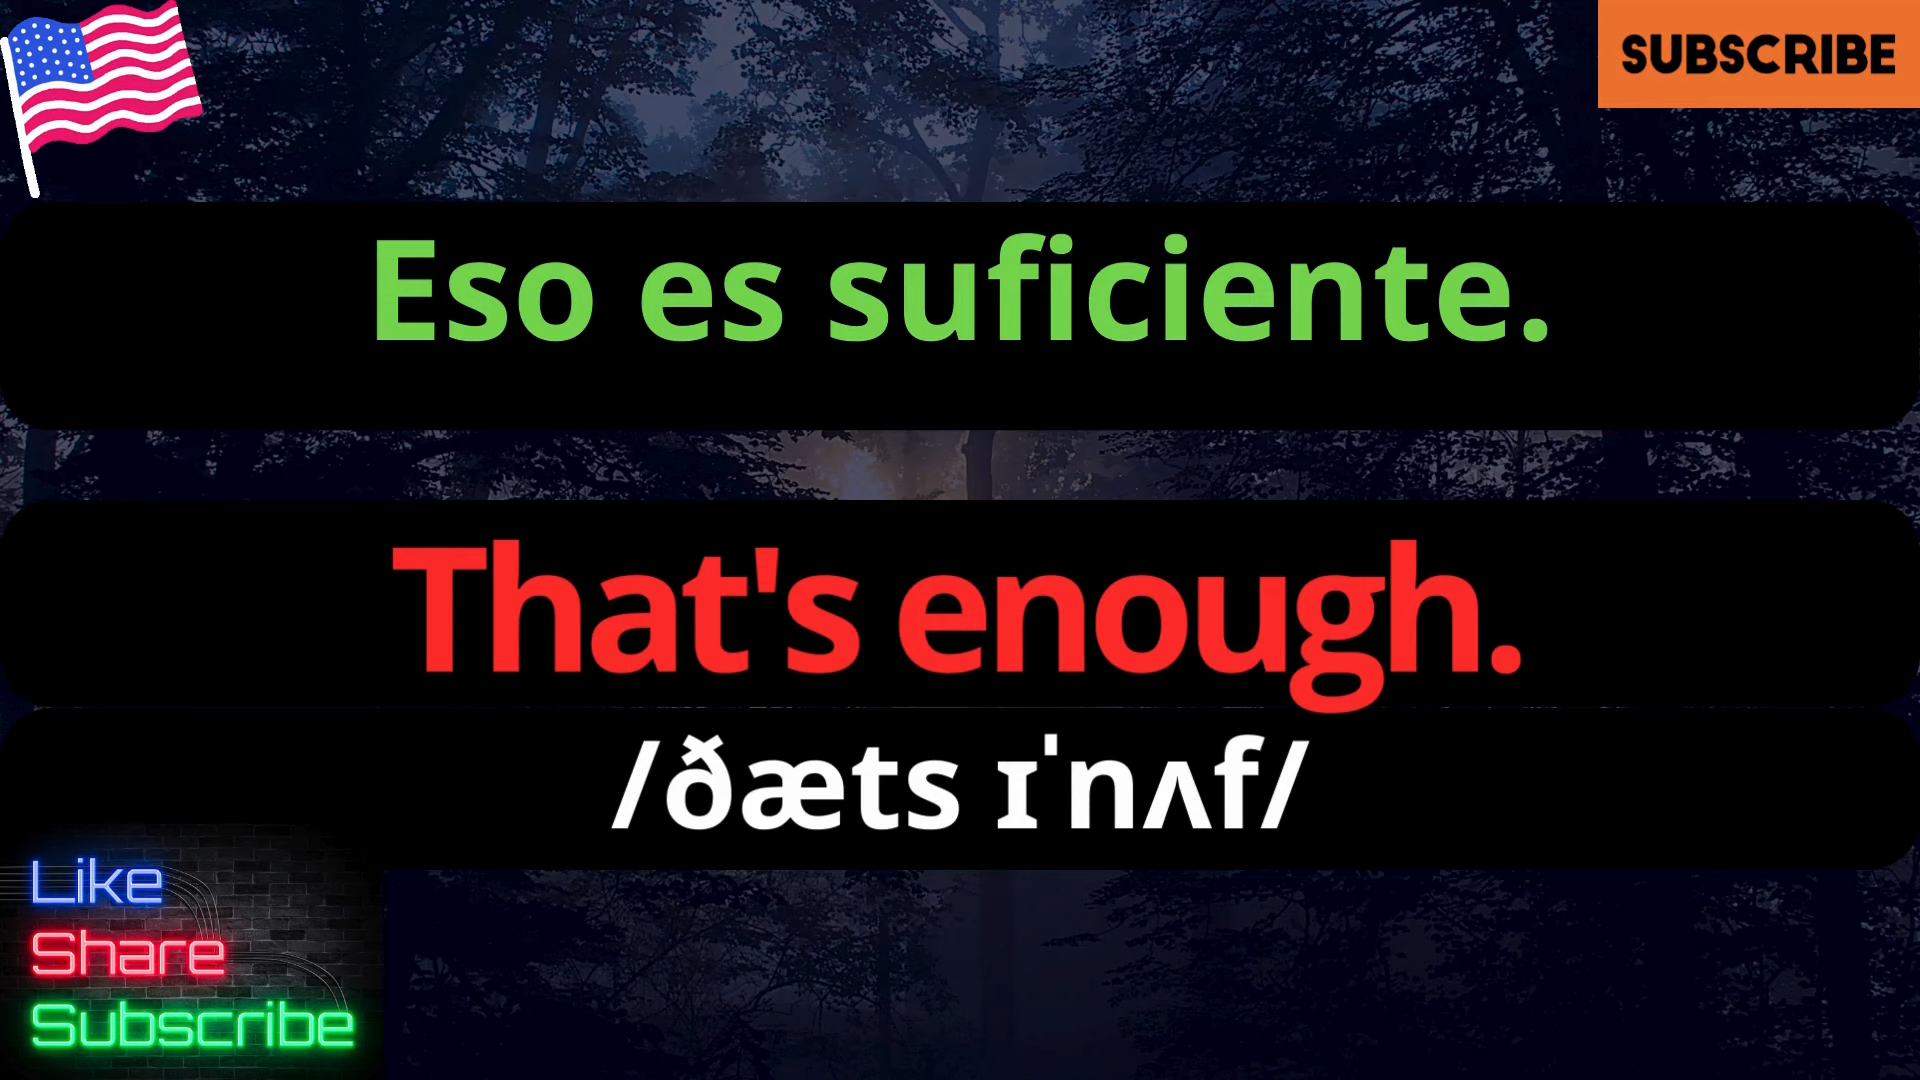 SUBSCRIBE
Eso es suficiente.
That's enough.
/ðæts ɪˈnʌf/
Like
Share
Subscribe